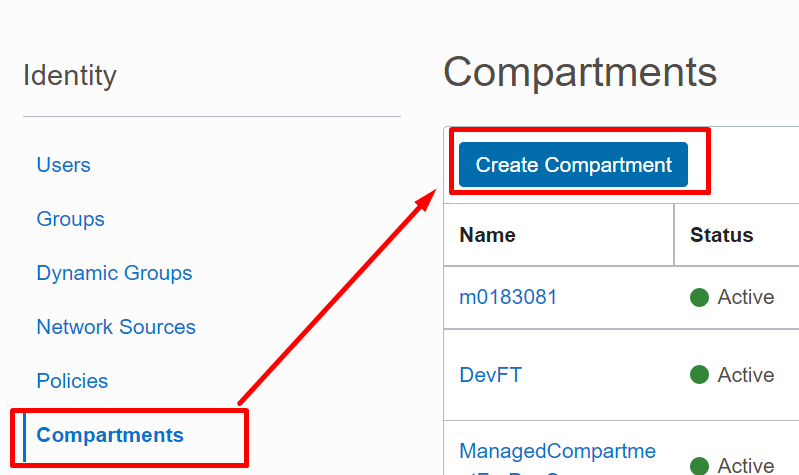 Identity
Users
Groups
Dynamic Groups
Network Sources
Policies
Compartments
Compartments
Create Compartment
Name Status
m0183081 Active
DevFT Active
ManagedCompartme
Active